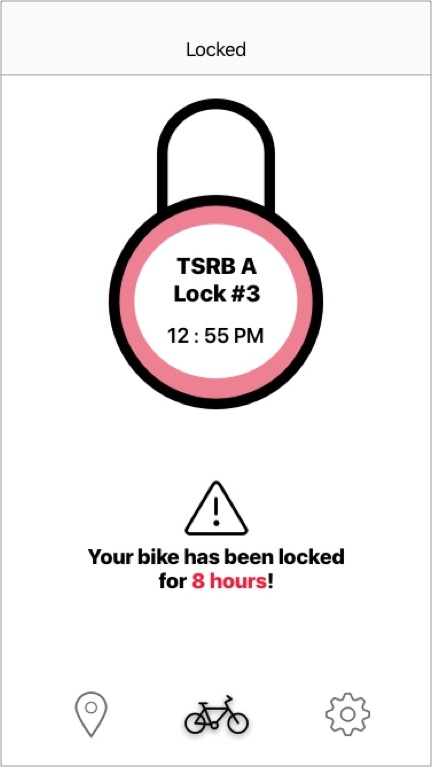 Locked
TSRB A
Lock #3
12 : 55 PM
Your bike has been locked
for 8 hours!